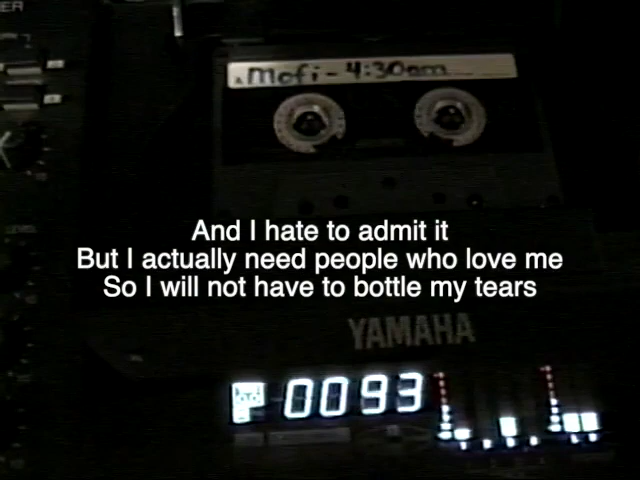 ER
Mofi - 4:30am
And I hate to admit it
But I actually need people who love me
So I will not have to bottle my tears
YAMAHA
0093